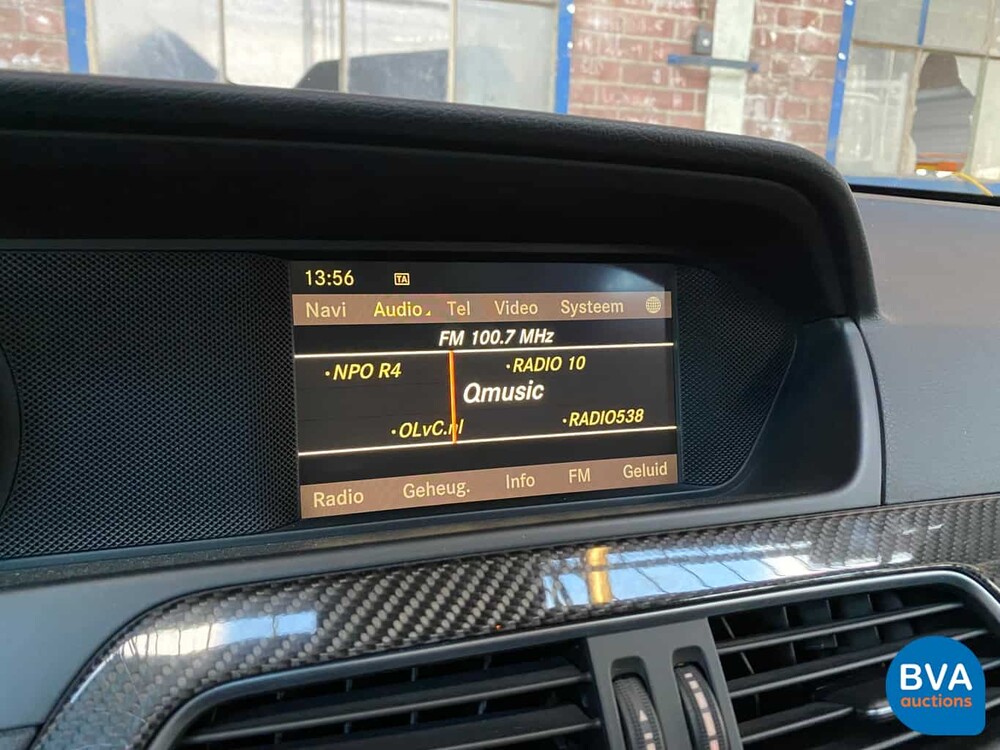 13:56 TA
Navi Audio Tel Video Systeem
FM 100.7 MHz
•NPO R4 •RADIO 10
Qmusic
•OLvC.nl •RADIO538
Radio Geheug. Info FM Geluid
BVA
auctions